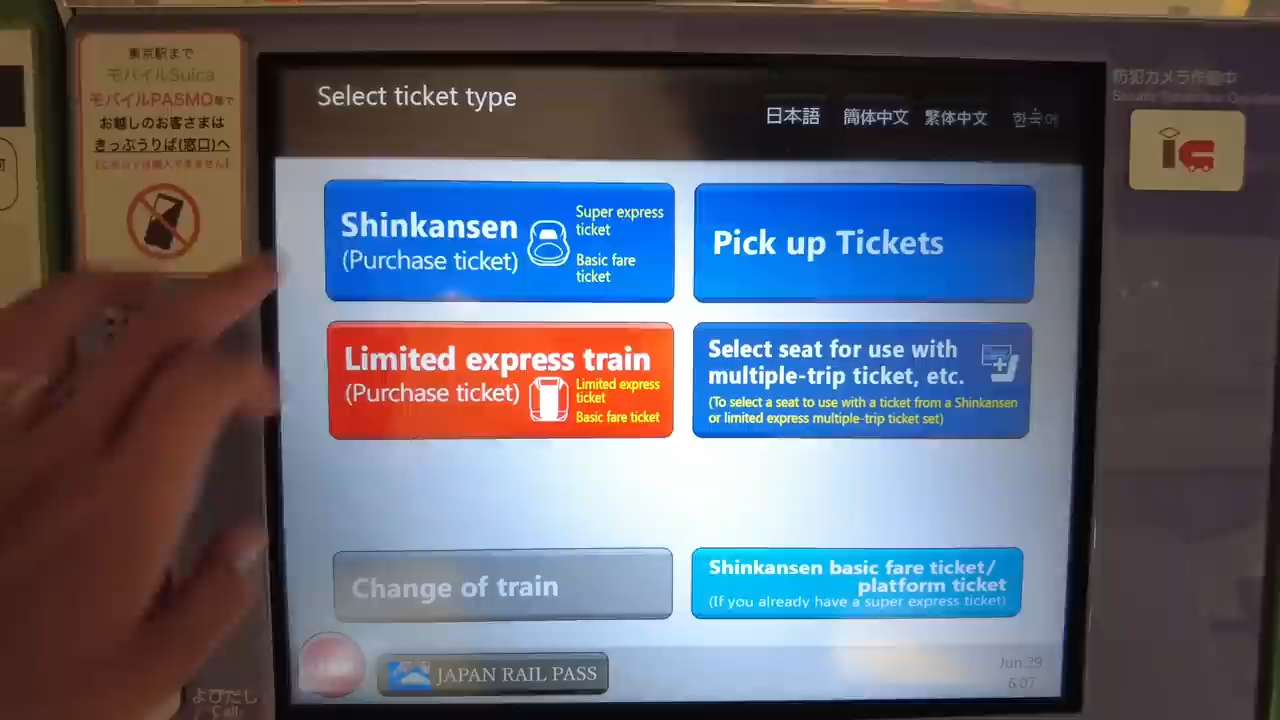 東京駅まで
モバイルSuica
モバイルPASMO等で
お越しのお客さまは
きっぷうりば(窓口)へ
Select ticket type
日本語
簡体中文
繁体中文
한국어
防犯カメラ作動中
ic
Shinkansen
(Purchase ticket)
Super express
ticket
Basic fare
ticket
Pick up Tickets
Limited express train
(Purchase ticket)
Limited express
ticket
Basic fare ticket
Select seat for use with
multiple-trip ticket, etc.
(To select a seat to use with a ticket from a Shinkansen
or limited express multiple-trip ticket set)
Change of train
Shinkansen basic fare ticket/
platform ticket
(If you already have a super express ticket)
JAPAN RAIL PASS
Jun.29
6:07
よびだし
Call